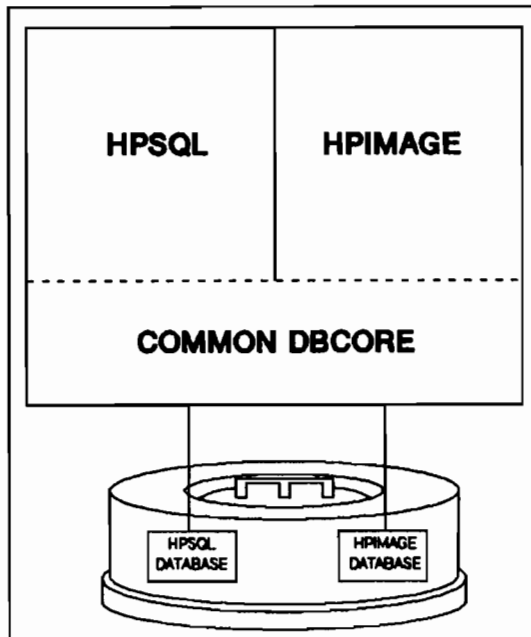 HPSQL
HPIMAGE
COMMON DBCORE
HPSQL
DATABASE
HPIMAGE
DATABASE